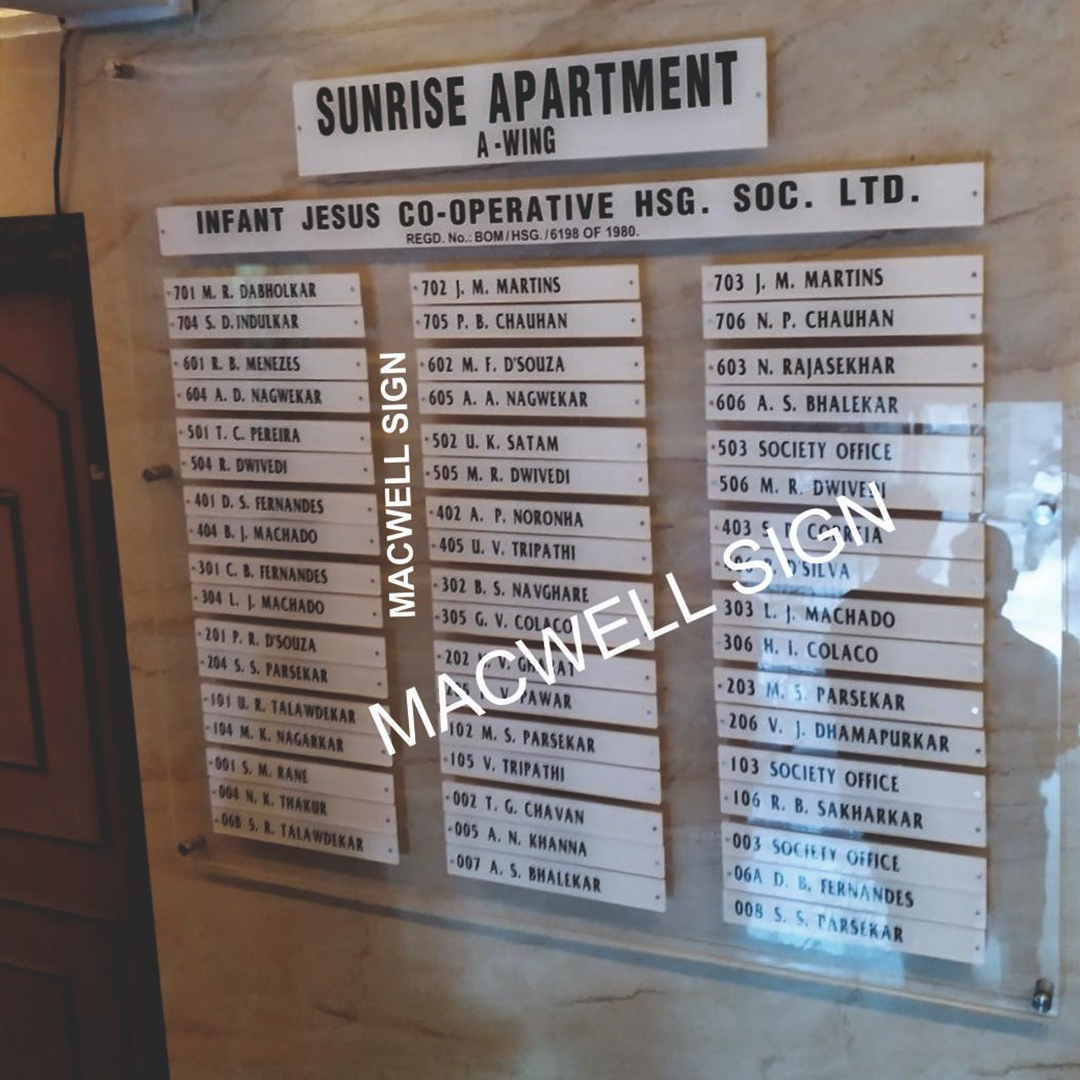 SUNRISE APARTMENT
A-WING
INFANT JESUS CO-OPERATIVE HSG. SOC. LTD.
REGD. No.: BOM/HSG./6198 OF 1980.
701 M. R. DABHOLKAR
704 S. D. INDULKAR
601 R. B. MENEZES
604 A. D. NAGWEKAR
501 T. C. PEREIRA
504 R. DWIVEDI
401 D. S. FERNANDES
404 B. J. MACHADO
301 C. B. FERNANDES
304 L. J. MACHADO
201 P. R. D'SOUZA
204 S. S. PARSEKAR
101 U. R. TALAWDEKAR
104 M. K. NAGARKAR
001 S. M. RANE
004 N. K. THAKUR
06B S. R. TALAWDEKAR
702 J. M. MARTINS
705 P. B. CHAUHAN
602 M. F. D'SOUZA
605 A. A. NAGWEKAR
502 U. K. SATAM
505 M. R. DWIVEDI
402 A. P. NORONHA
405 U. V. TRIPATHI
302 B. S. NAVGHARE
305 G. V. COLACO
202 V.
PAWAR
102 M. S. PARSEKAR
105 V. TRIPATHI
002 T. G. CHAVAN
005 A. N. KHANNA
007 A. S. BHALEKAR
703 J. M. MARTINS
706 N. P. CHAUHAN
603 N. RAJASEKHAR
606 A. S. BHALEKAR
503 SOCIETY OFFICE
506 M. R. DWIVEDI
403 S. CORREIA
D'SILVA
303 L. J. MACHADO
306 H. I. COLACO
203 M. S. PARSEKAR
206 V. J. DHAMAPURKAR
103 SOCIETY OFFICE
106 R. B. SAKHARKAR
003 SOCIETY OFFICE
06A D. B. FERNANDES
008 S. S. PARSEKAR
MACWELL SIGN
MACWELL SIGN